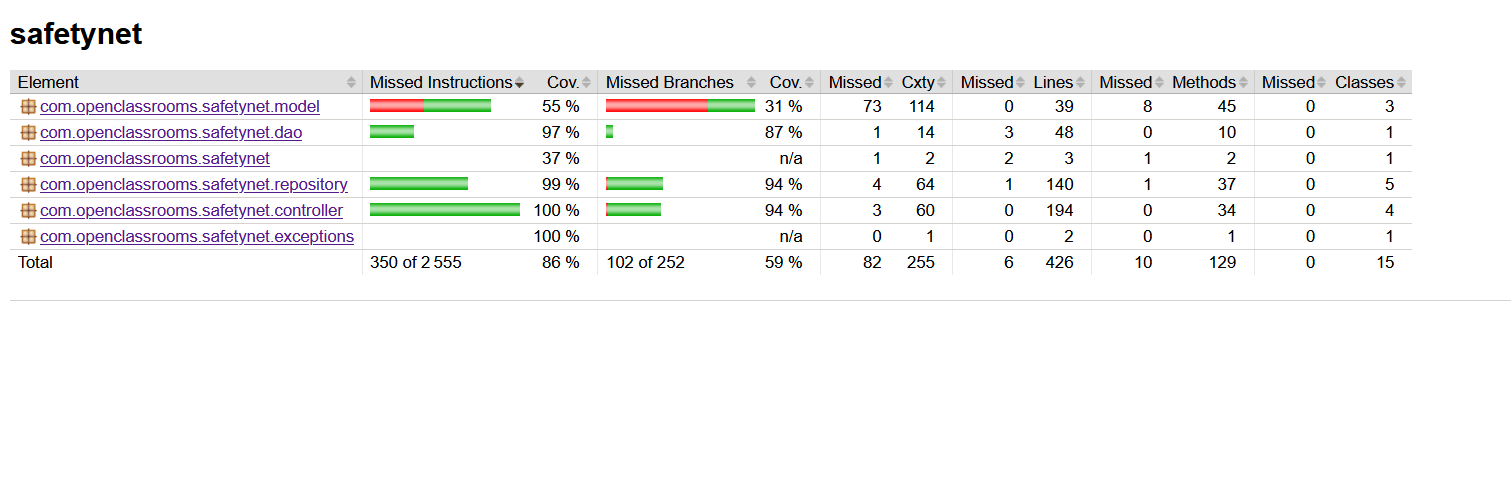 safetynet
Element Missed Instructions Cov. Missed Branches Cov. Missed Cxty Missed Lines Missed Methods Missed Classes
com.openclassrooms.safetynet.model 55 % 31 % 73 114 0 39 8 45 0 3
com.openclassrooms.safetynet.dao 97 % 87 % 1 14 3 48 0 10 0 1
com.openclassrooms.safetynet 37 % n/a 1 2 2 3 1 2 0 1
com.openclassrooms.safetynet.repository 99 % 94 % 4 64 1 140 1 37 0 5
com.openclassrooms.safetynet.controller 100 % 94 % 3 60 0 194 0 34 0 4
com.openclassrooms.safetynet.exceptions 100 % n/a 0 1 0 2 0 1 0 1
Total 350 of 2 555 86 % 102 of 252 59 % 82 255 6 426 10 129 0 15